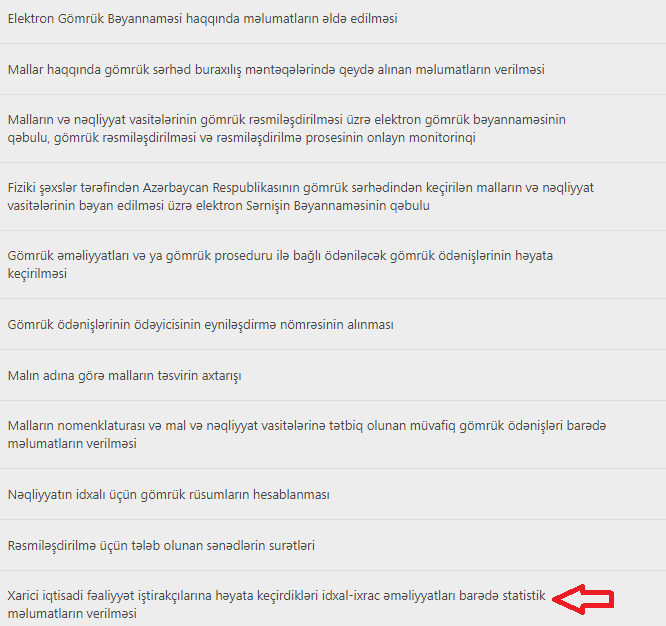 Elektron Gömrük Bəyannaməsi haqqında məlumatların əldə edilməsi
Mallar haqqında gömrük sərhəd buraxılış məntəqələrində qeydə alınan məlumatların verilməsi
Malların və nəqliyyat vasitələrinin gömrük rəsmiləşdirilməsi üzrə elektron gömrük bəyannaməsinin
qəbulu, gömrük rəsmiləşdirilməsi və rəsmiləşdirilmə prosesinin onlayn monitorinqi
Fiziki şəxslər tərəfindən Azərbaycan Respublikasının gömrük sərhədindən keçirilən malların və nəqliyyat
vasitələrinin bəyan edilməsi üzrə elektron Sərnişin Bəyannaməsinin qəbulu
Gömrük əməliyyatları və ya gömrük proseduru ilə bağlı ödəniləcək gömrük ödənişlərinin həyata
keçirilməsi
Gömrük ödənişlərinin ödəyicisinin eyniləşdirmə nömrəsinin alınması
Malın adına görə malların təsvirin axtarışı
Malların nomenklaturası və mal və nəqliyyat vasitələrinə tətbiq olunan müvafiq gömrük ödənişləri barədə
məlumatların verilməsi
Nəqliyyatın idxalı üçün gömrük rüsumların hesablanması
Rəsmiləşdirilmə üçün tələb olunan sənədlərin surətləri
Xarici iqtisadi fəaliyyət iştirakçılarına həyata keçirdikləri idxal-ixrac əməliyyatları barədə statistik
məlumatların verilməsi